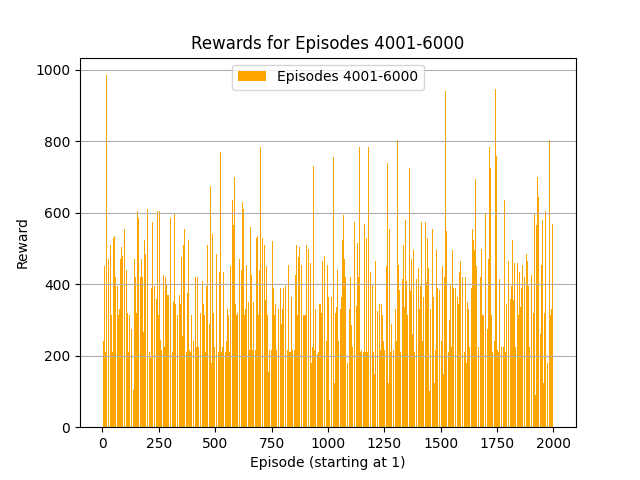 Rewards for Episodes 4001-6000
Episodes 4001-6000
Reward
1000
800
600
400
200
0
0 250 500 750 1000 1250 1500 1750 2000
Episode (starting at 1)